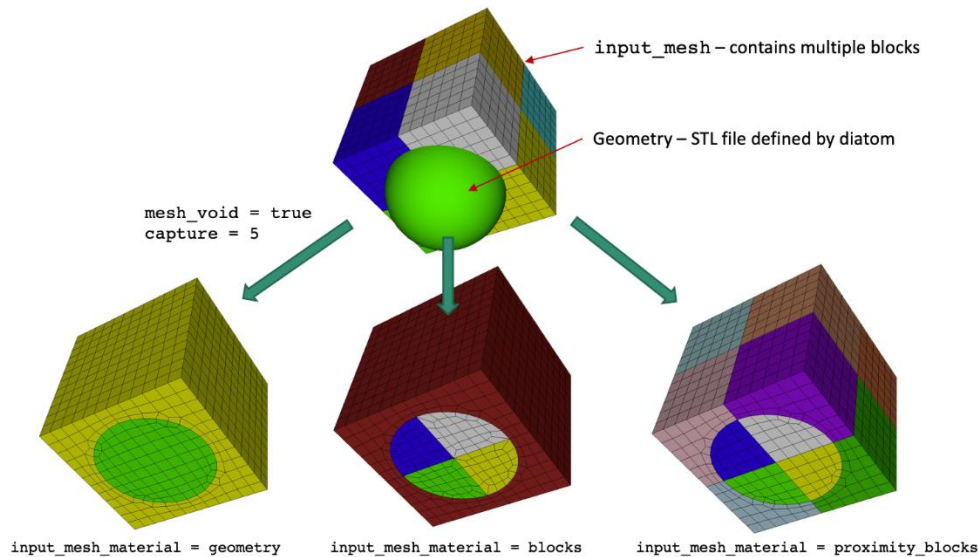 input_mesh – contains multiple blocks
Geometry – STL file defined by diatom
mesh_void = true
capture = 5
input_mesh_material = geometry
input_mesh_material = blocks
input_mesh_material = proximity_blocks